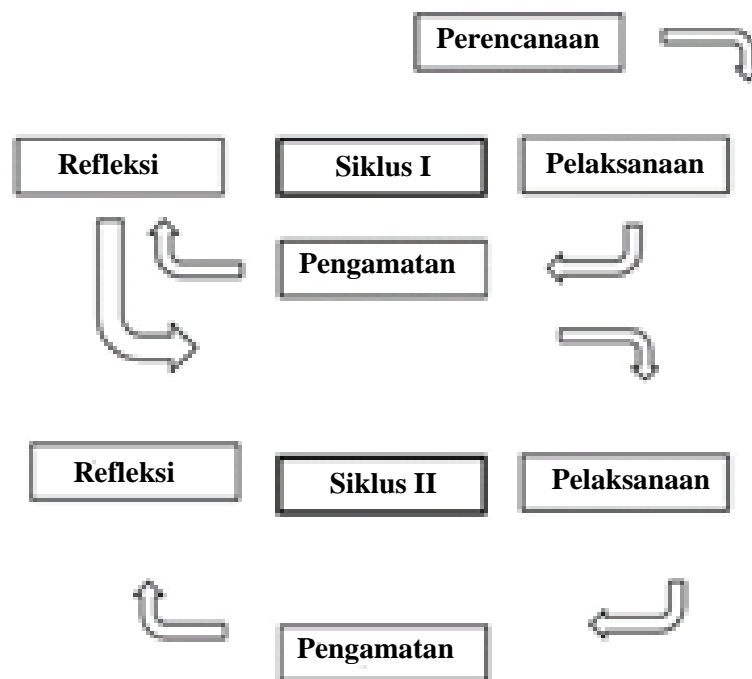 Perencanaan
Refleksi
Siklus I
Pelaksanaan
Pengamatan
Refleksi
Siklus II
Pelaksanaan
Pengamatan